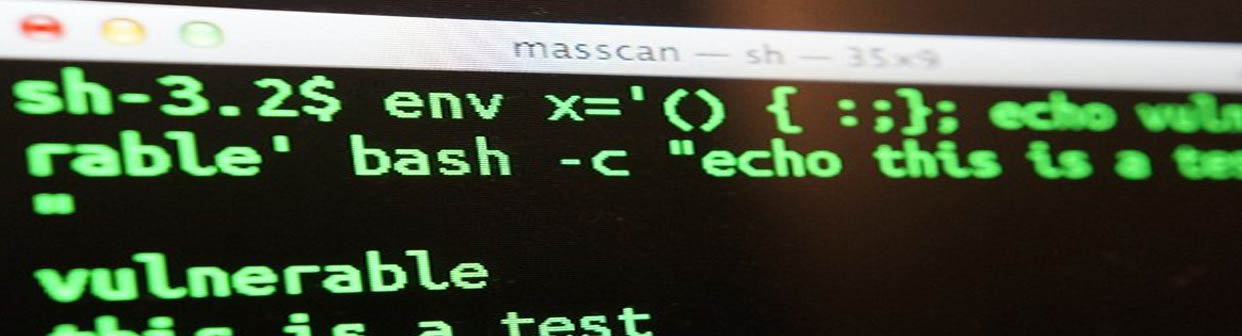 masscan — sh — 35×9
sh-3.2$ env x='() { :;}; echo vuln
rable' bash -c "echo this is a tes
"
vulnerable
this is a test